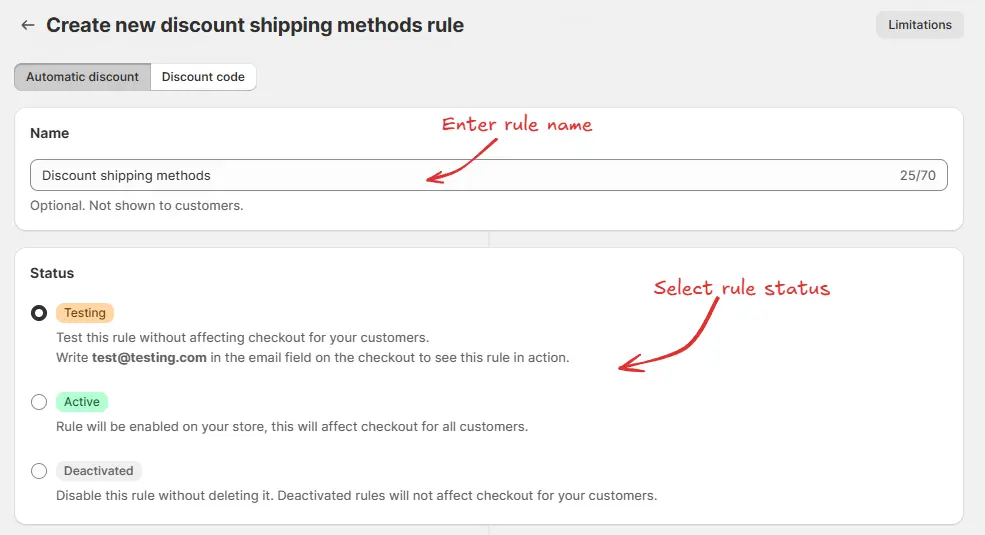 Create new discount shipping methods rule
Limitations
Automatic discount
Discount code
Enter rule name
Name
Discount shipping methods
25/70
Optional. Not shown to customers.
Status
Select rule status
Testing
Test this rule without affecting checkout for your customers.
Write test@testing.com in the email field on the checkout to see this rule in action.
Active
Rule will be enabled on your store, this will affect checkout for all customers.
Deactivated
Disable this rule without deleting it. Deactivated rules will not affect checkout for your customers.